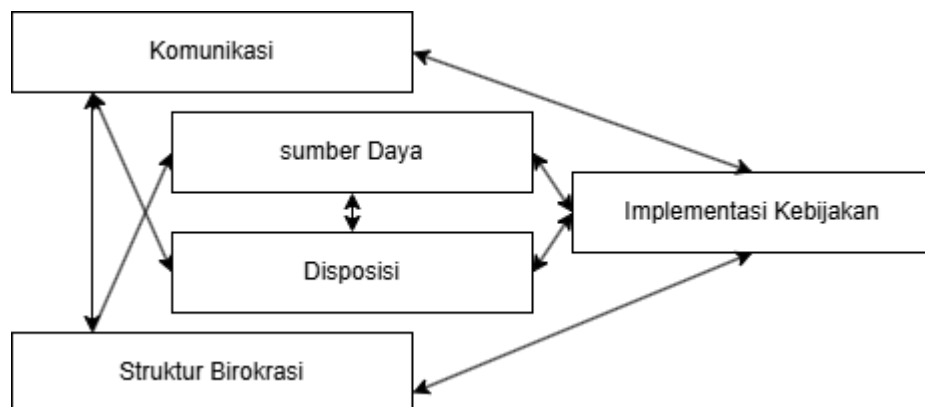 Komunikasi
sumber Daya
Implementasi Kebijakan
Disposisi
Struktur Birokrasi